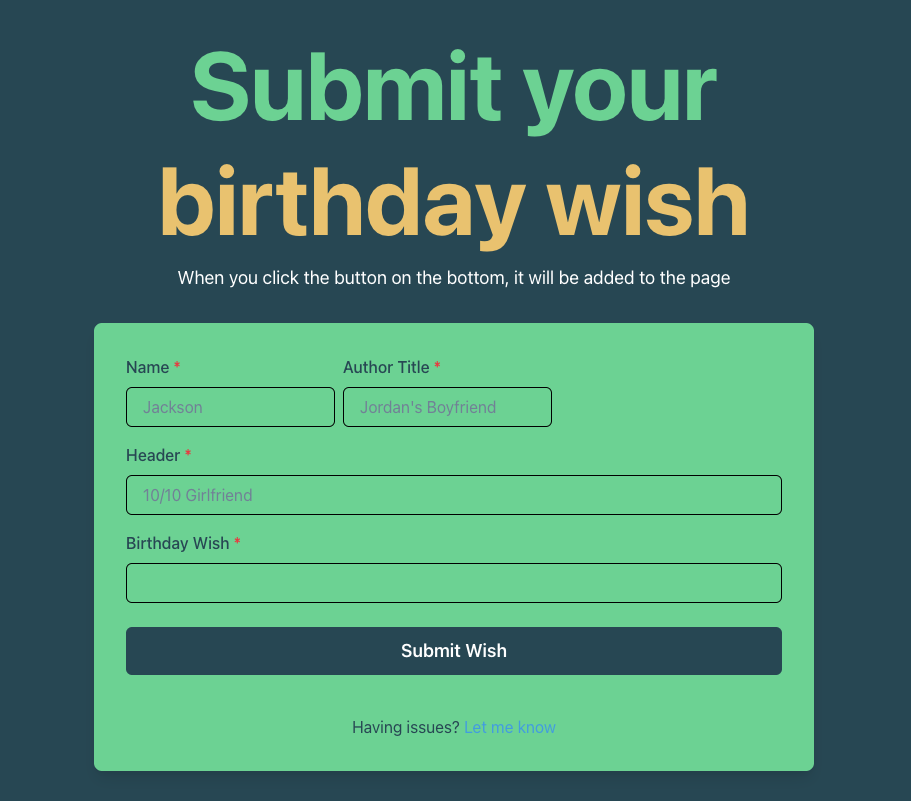 Submit your
birthday wish
When you click the button on the bottom, it will be added to the page
Name * Author Title *
Jackson Jordan's Boyfriend
Header *
10/10 Girlfriend
Birthday Wish *
Submit Wish
Having issues? Let me know